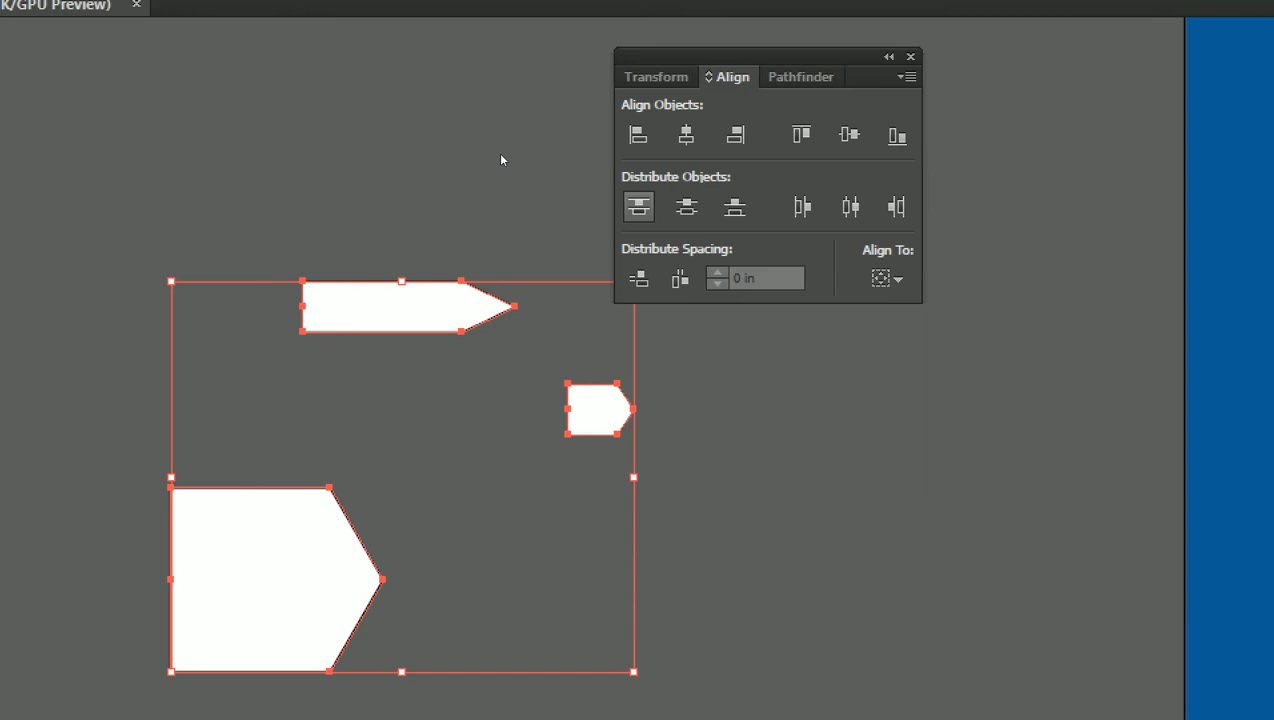 K/GPU Preview)
Transform
Align
Pathfinder
Align Objects:
Distribute Objects:
Distribute Spacing:
Align To:
0 in